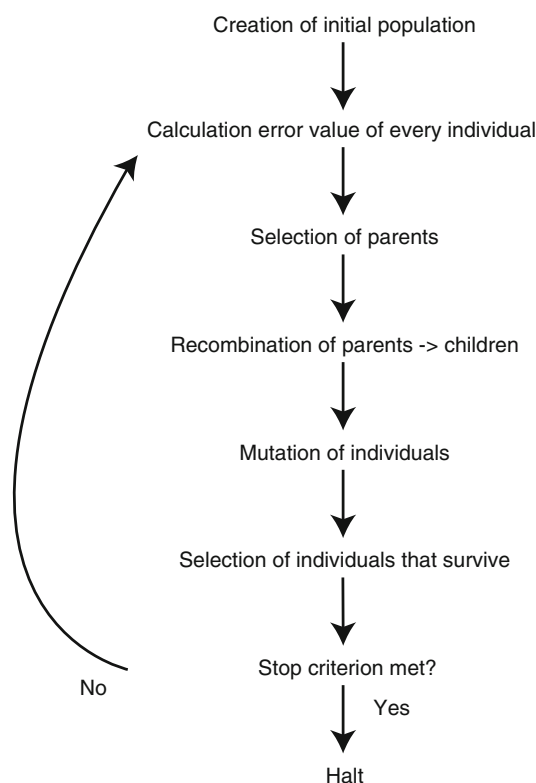 Creation of initial population
Calculation error value of every individual
Selection of parents
Recombination of parents -> children
Mutation of individuals
Selection of individuals that survive
Stop criterion met?
No
Yes
Halt